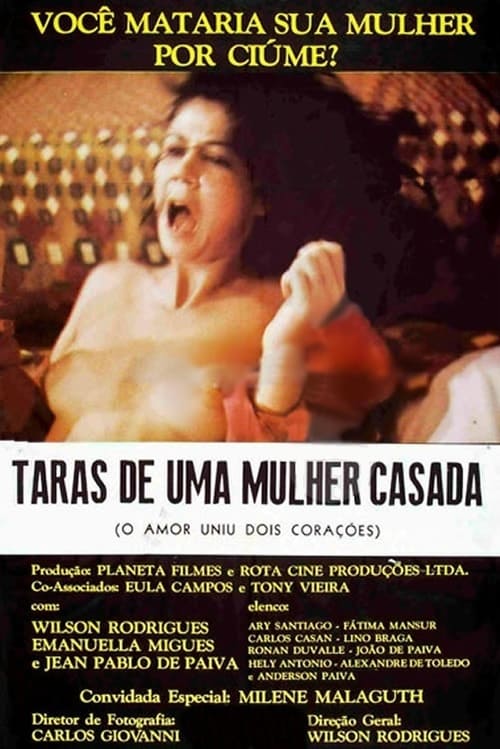 VOCÊ MATARIA SUA MULHER
POR CIÚME?
TARAS DE UMA MULHER CASADA
(O AMOR UNIU DOIS CORAÇÕES)
Produção: PLANETA FILMES e ROTA CINE PRODUÇÕES LTDA.
Co-Associados: EULA CAMPOS e TONY VIEIRA
com:
WILSON RODRIGUES
EMANUELLA MIGUES
e JEAN PABLO DE PAIVA
elenco:
ARY SANTIAGO - FÁTIMA MANSUR
CARLOS CASAN - LINO BRAGA
RONAN DUVALLE - JOÃO DE PAIVA
HELY ANTONIO - ALEXANDRE DE TOLEDO
e ANDERSON PAIVA
Convidada Especial: MILENE MALAGUTH
Diretor de Fotografia:
CARLOS GIOVANNI
Direção Geral:
WILSON RODRIGUES